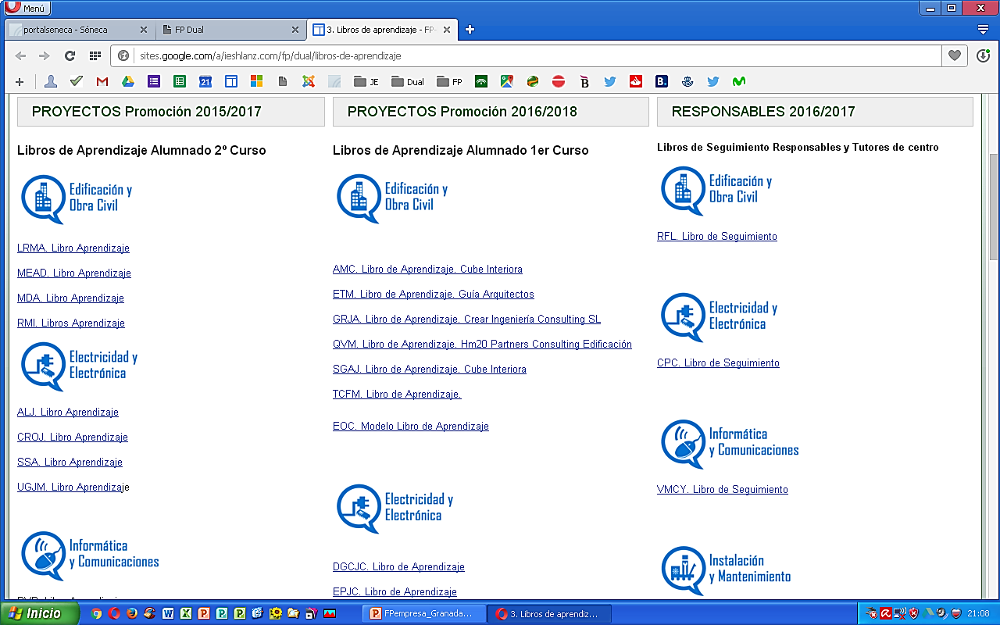 Menú
portalseneca - Séneca
FP Dual
3. Libros de aprendizaje - FP-
sites.google.com/a/ieshlanz.com/fp/dual/libros-de-aprendizaje
21
JE
Dual
FP
B
B.
PROYECTOS Promoción 2015/2017
Libros de Aprendizaje Alumnado 2º Curso
Edificación y
Obra Civil
LRMA. Libro Aprendizaje
MEAD. Libro Aprendizaje
MDA. Libro Aprendizaje
RMI. Libros Aprendizaje
Electricidad y
Electrónica
ALJ. Libro Aprendizaje
CROJ. Libro Aprendizaje
SSA. Libro Aprendizaje
UGJM. Libro Aprendizaje
Informática
y Comunicaciones
PROYECTOS Promoción 2016/2018
Libros de Aprendizaje Alumnado 1er Curso
Edificación y
Obra Civil
AMC. Libro de Aprendizaje. Cube Interiora
ETM. Libro de Aprendizaje. Guía Arquitectos
GRJA. Libro de Aprendizaje. Crear Ingeniería Consulting SL
QVM. Libro de Aprendizaje. Hm20 Partners Consulting Edificación
SGAJ. Libro de Aprendizaje. Cube Interiora
TCFM. Libro de Aprendizaje.
EOC. Modelo Libro de Aprendizaje
Electricidad y
Electrónica
DGCJC. Libro de Aprendizaje
EPJC. Libro de Aprendizaje
RESPONSABLES 2016/2017
Libros de Seguimiento Responsables y Tutores de centro
Edificación y
Obra Civil
RFL. Libro de Seguimiento
Electricidad y
Electrónica
CPC. Libro de Seguimiento
Informática
y Comunicaciones
VMCY. Libro de Seguimiento
Instalación
y Mantenimiento
Inicio
FPempresa_Granada...
3. Libros de aprendiz...
21:08